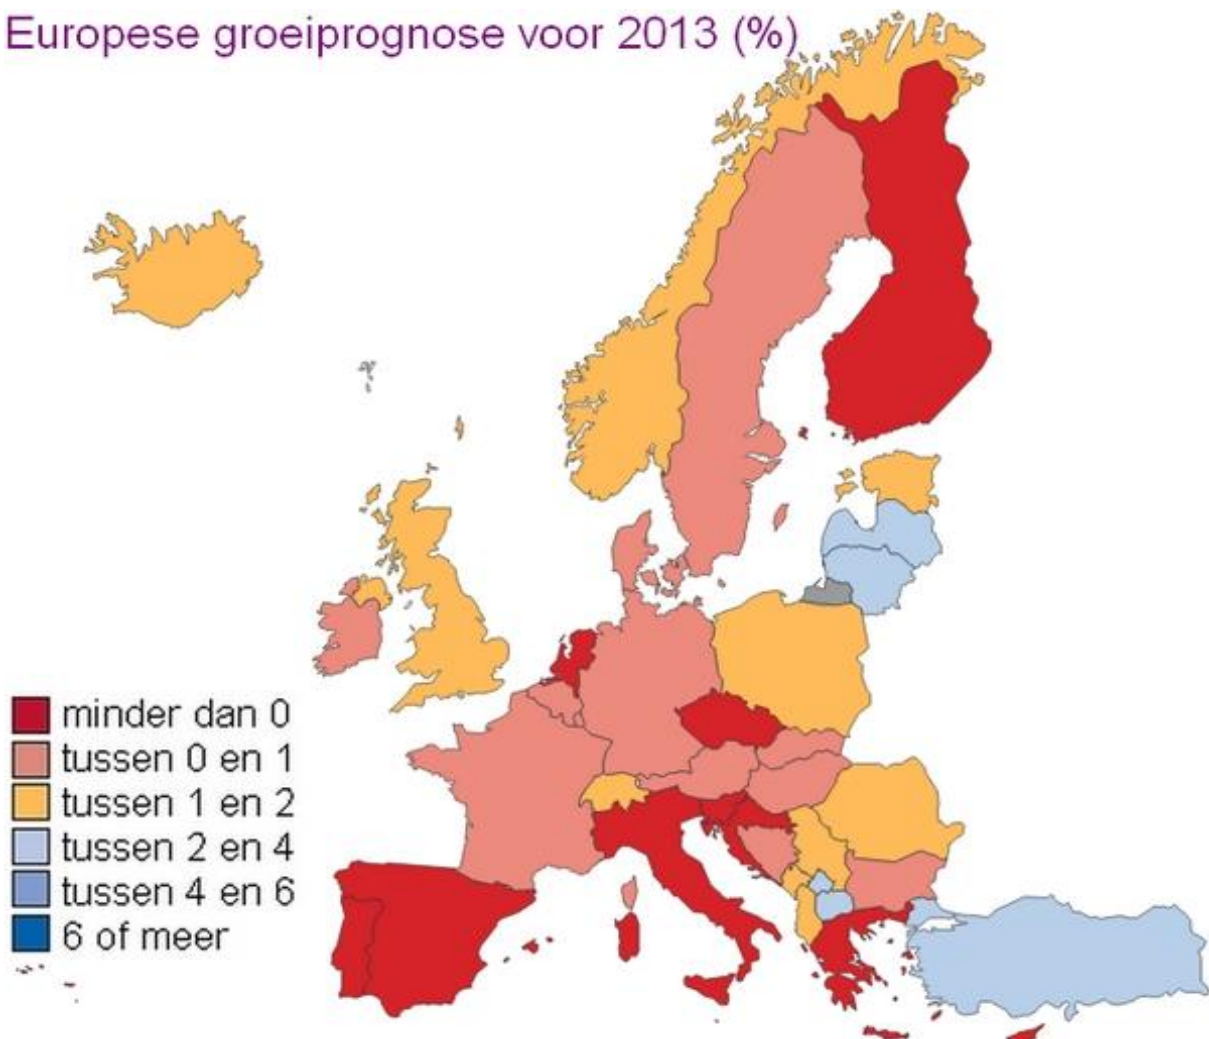 Europese groeiprognose voor 2013 (%)
minder dan 0
tussen 0 en 1
tussen 1 en 2
tussen 2 en 4
tussen 4 en 6
6 of meer